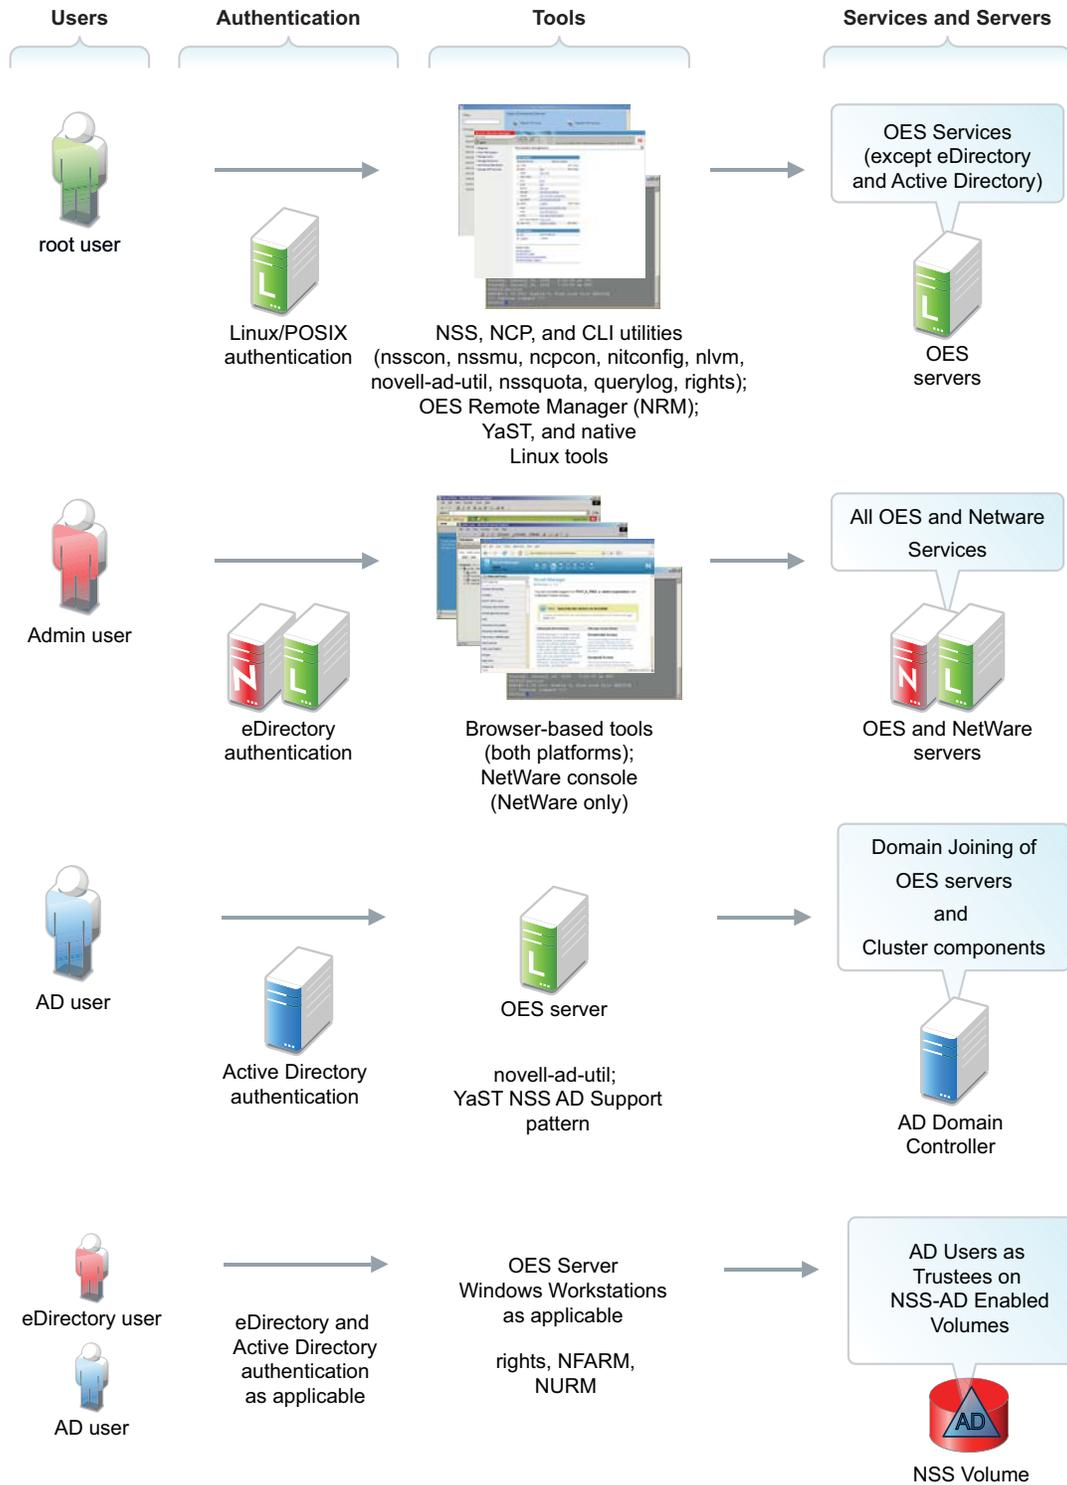 Users
Authentication
Tools
Services and Servers
root user
L
Linux/POSIX
authentication
NSS, NCP, and CLI utilities
(nsscon, nssmu, ncpcon, nitconfig, nlvm,
novell-ad-util, nssquota, querylog, rights);
OES Remote Manager (NRM);
YaST, and native
Linux tools
OES Services
(except eDirectory
and Active Directory)
L
OES
servers
Admin user
N
L
eDirectory
authentication
Browser-based tools
(both platforms);
NetWare console
(NetWare only)
All OES and Netware
Services
N
L
OES and NetWare
servers
AD user
Active Directory
authentication
L
OES server
novell-ad-util;
YaST NSS AD Support
pattern
Domain Joining of
OES servers
and
Cluster components
AD Domain
Controller
eDirectory user
AD user
eDirectory and
Active Directory
authentication
as applicable
OES Server
Windows Workstations
as applicable
rights, NFARM,
NURM
AD Users as
Trustees on
NSS-AD Enabled
Volumes
AD
NSS Volume